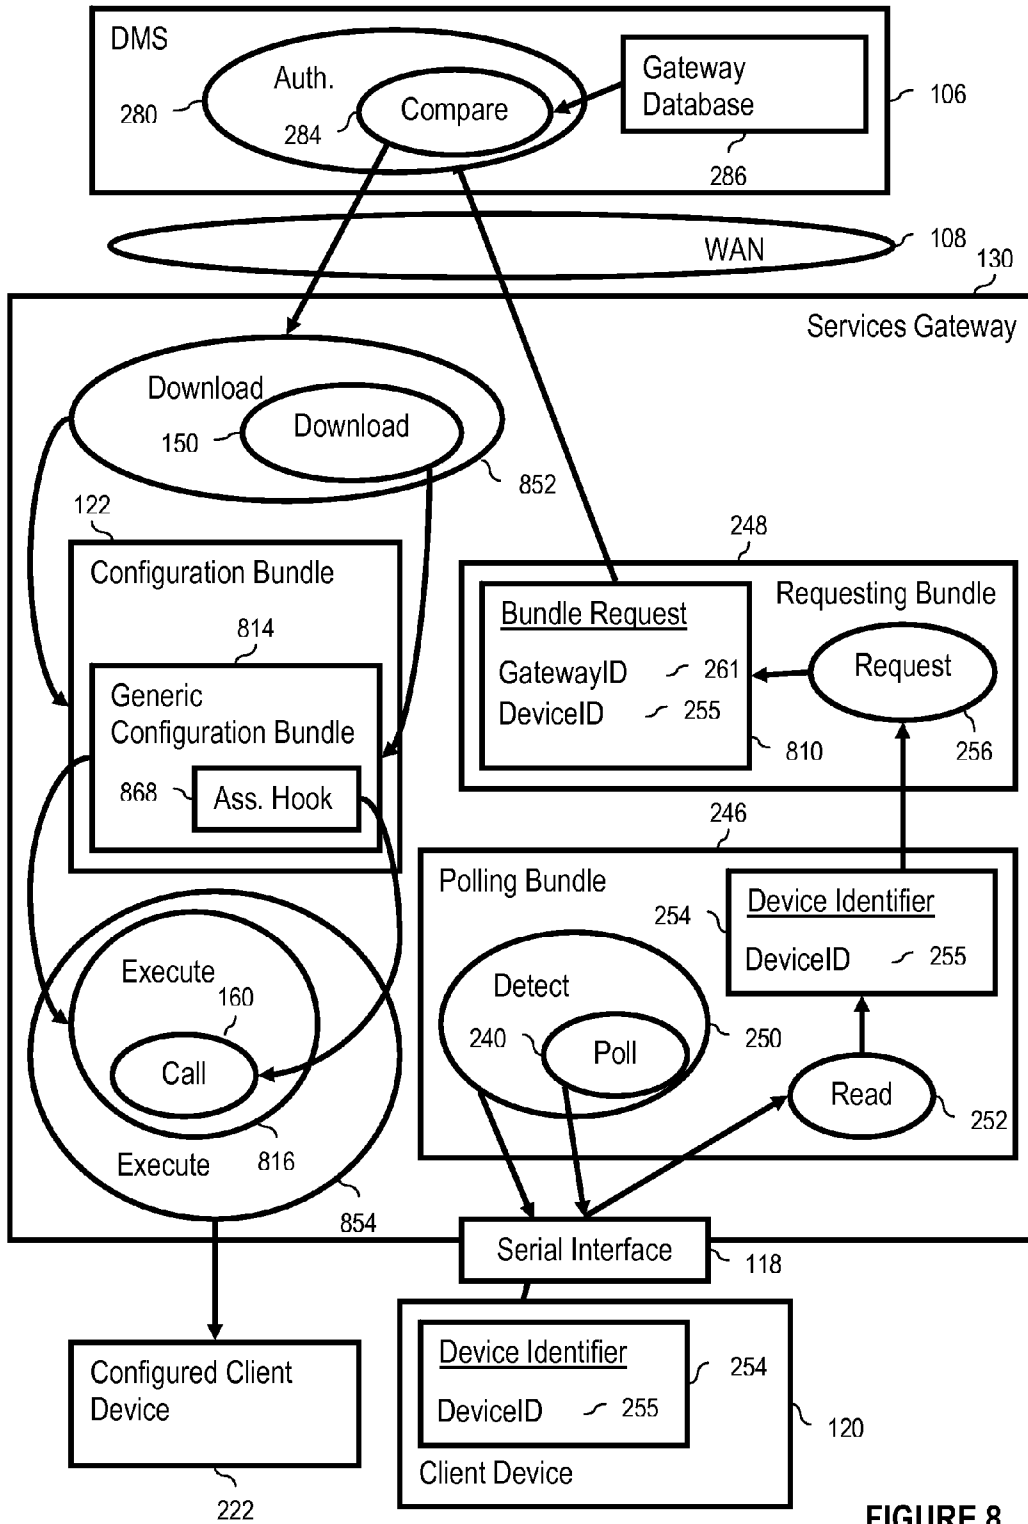 DMS
Auth.
280
284
Compare
Gateway
Database
106
286
WAN
108
130
Services Gateway
Download
150
Download
852
122
Configuration Bundle
814
Generic
Configuration Bundle
868
Ass. Hook
248
Requesting Bundle
Bundle Request
GatewayID 261
DeviceID 255
810
Request
256
246
Polling Bundle
254
Device Identifier
DeviceID 255
Detect
240
Poll
250
Read
252
Execute
160
Call
816
Execute
854
Serial Interface
118
Configured Client
Device
222
Device Identifier
254
DeviceID 255
120
Client Device
FIGURE 8